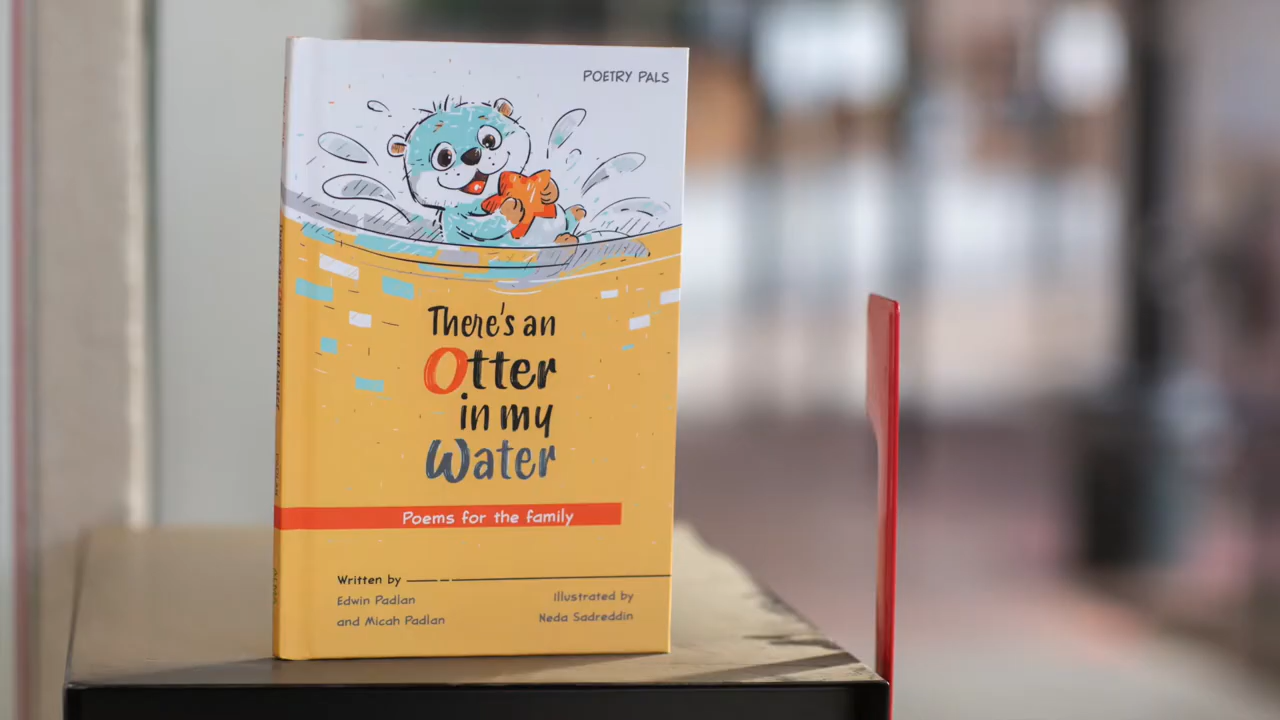 POETRY PALS
There's an
Otter
in my
Water
Poems for the family
Written by
Edwin Padlan
and Micah Padlan
Illustrated by
Neda Sadreddin